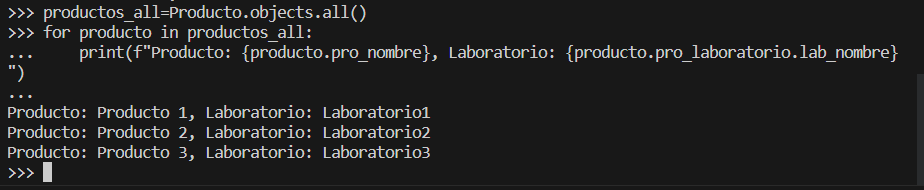 >>> productos_all=Producto.objects.all()
>>> for producto in productos_all:
...     print(f"Producto: {producto.pro_nombre}, Laboratorio: {producto.pro_laboratorio.lab_nombre}
")
...
Producto: Producto 1, Laboratorio: Laboratorio1
Producto: Producto 2, Laboratorio: Laboratorio2
Producto: Producto 3, Laboratorio: Laboratorio3
>>>